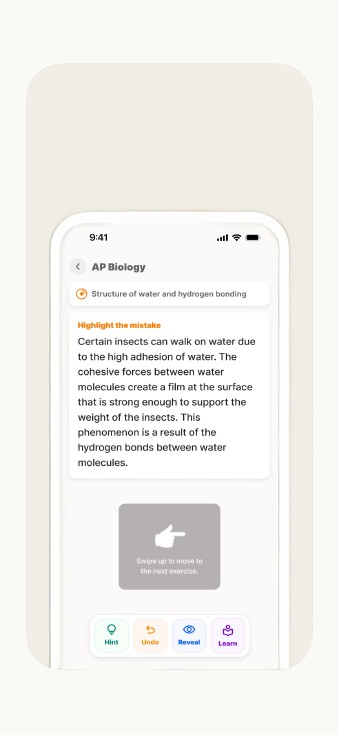 9:41
AP Biology
Structure of water and hydrogen bonding
Highlight the mistake
Certain insects can walk on water due
to the high adhesion of water. The
cohesive forces between water
molecules create a film at the surface
that is strong enough to support the
weight of the insects. This
phenomenon is a result of the
hydrogen bonds between water
molecules.
Swipe up to move to
the next exercise.
Hint
Undo
Reveal
Learn